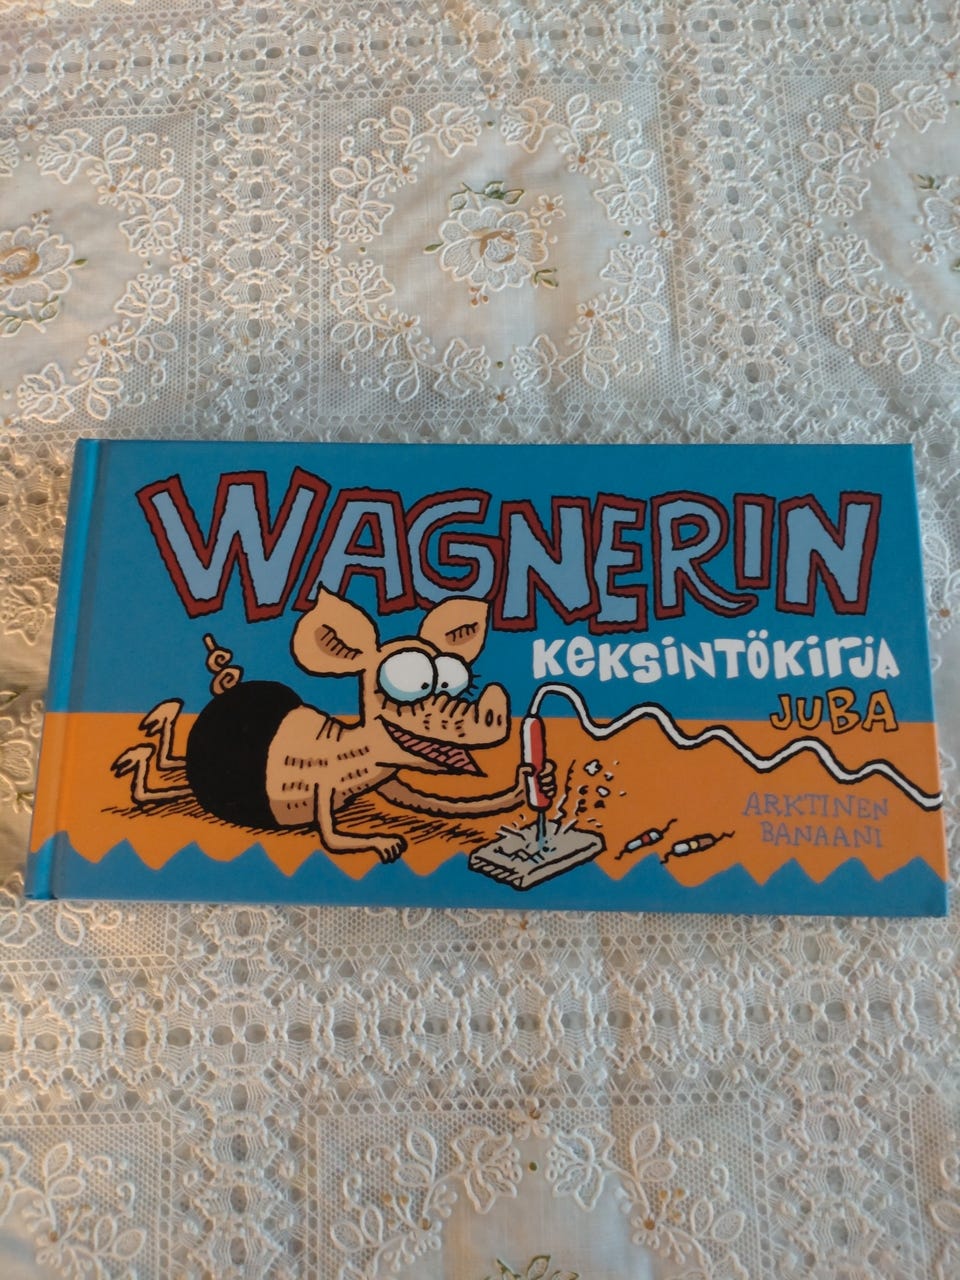 WAGNERIN
KEKSINTÖKIRJA
JUBA
ARKTINEN
BANAANI